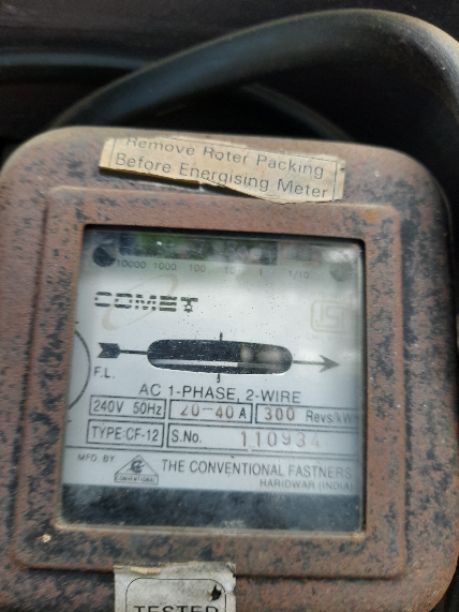 Remove Roter Packing
Before Energising Meter
10000 1000 100 10 1 1/10
COMET
F.L.
AC 1-PHASE, 2-WIRE
240V 50Hz 20-40 A 300 Revs/kWh
TYPE:CF-12 S.No. 110934
MFD. BY CONVENTIONAL THE CONVENTIONAL FASTNERS
HARIDWAR (INDIA)
TESTED